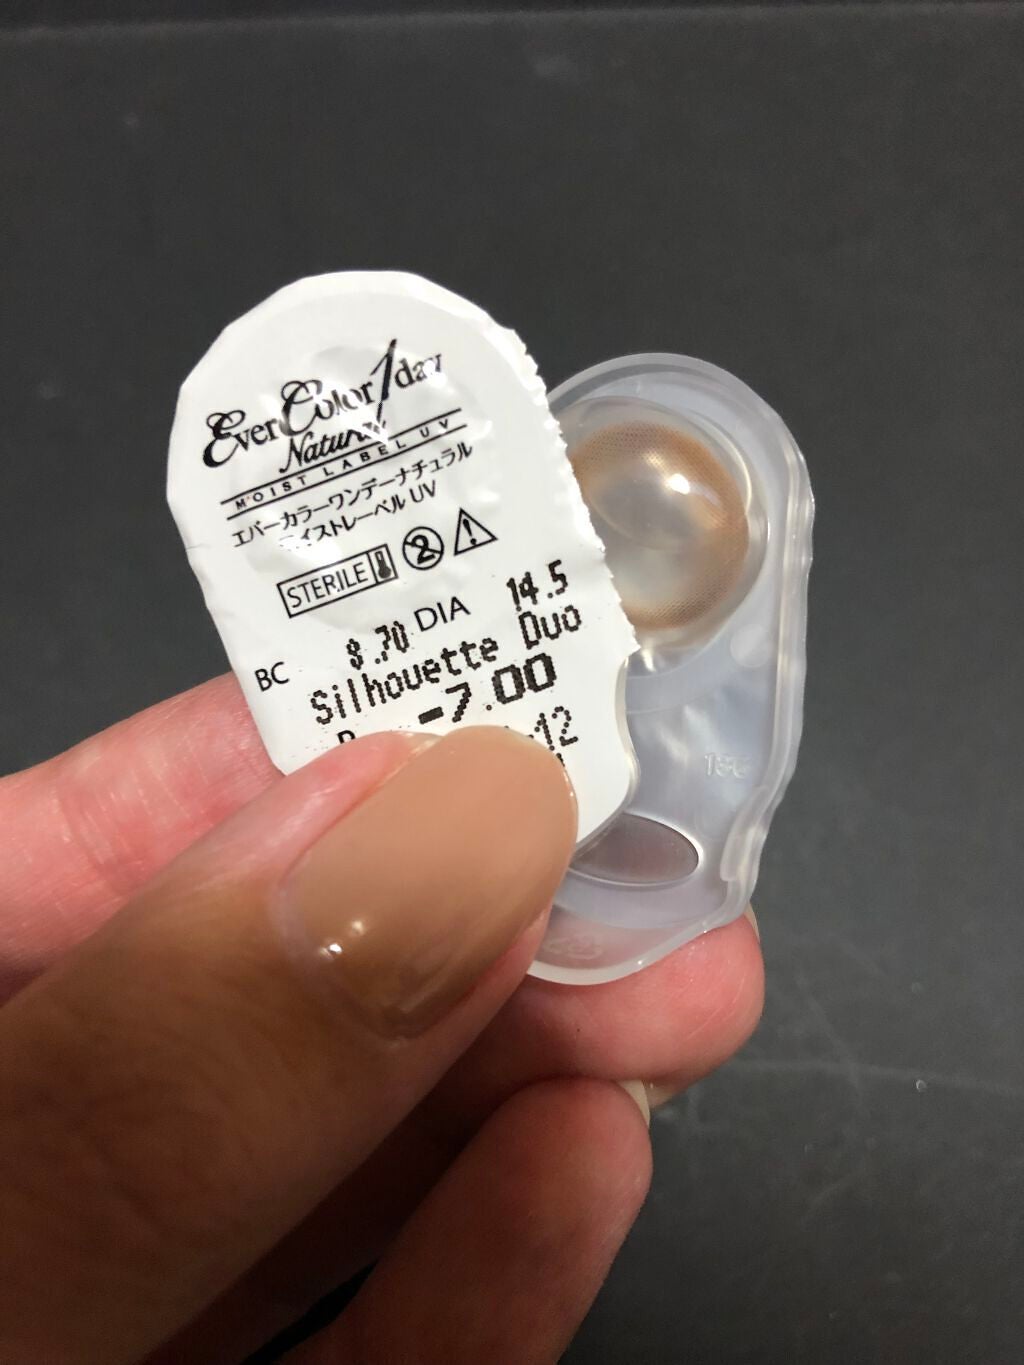 EverColor1day
Natural
MOIST LABEL UV
エバーカラーワンデーナチュラル
モイストレーベル UV
STERILE
2
BC 8.70 DIA 14.5
Silhouette Duo
-7.00